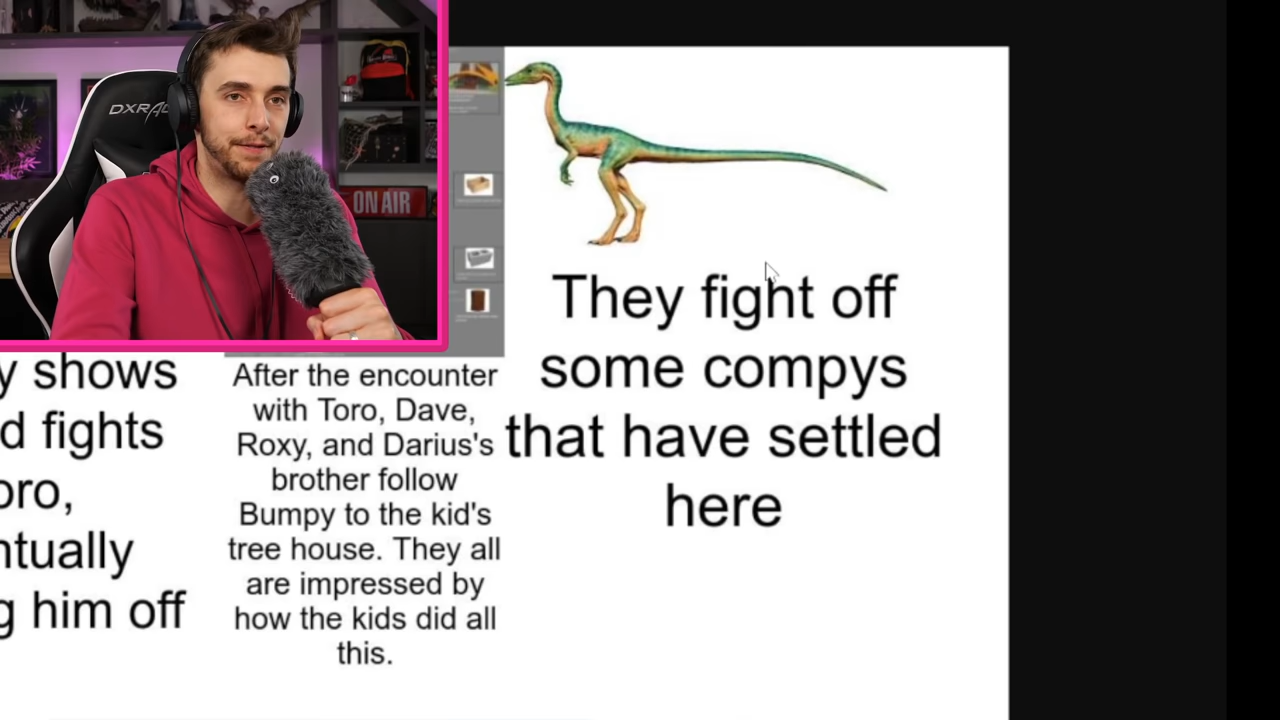 DXRA
ON AIR
y shows
d fights
oro,
ntually
g him off
After the encounter
with Toro, Dave,
Roxy, and Darius's
brother follow
Bumpy to the kid's
tree house. They all
are impressed by
how the kids did all
this.
They fight off
some compys
that have settled
here